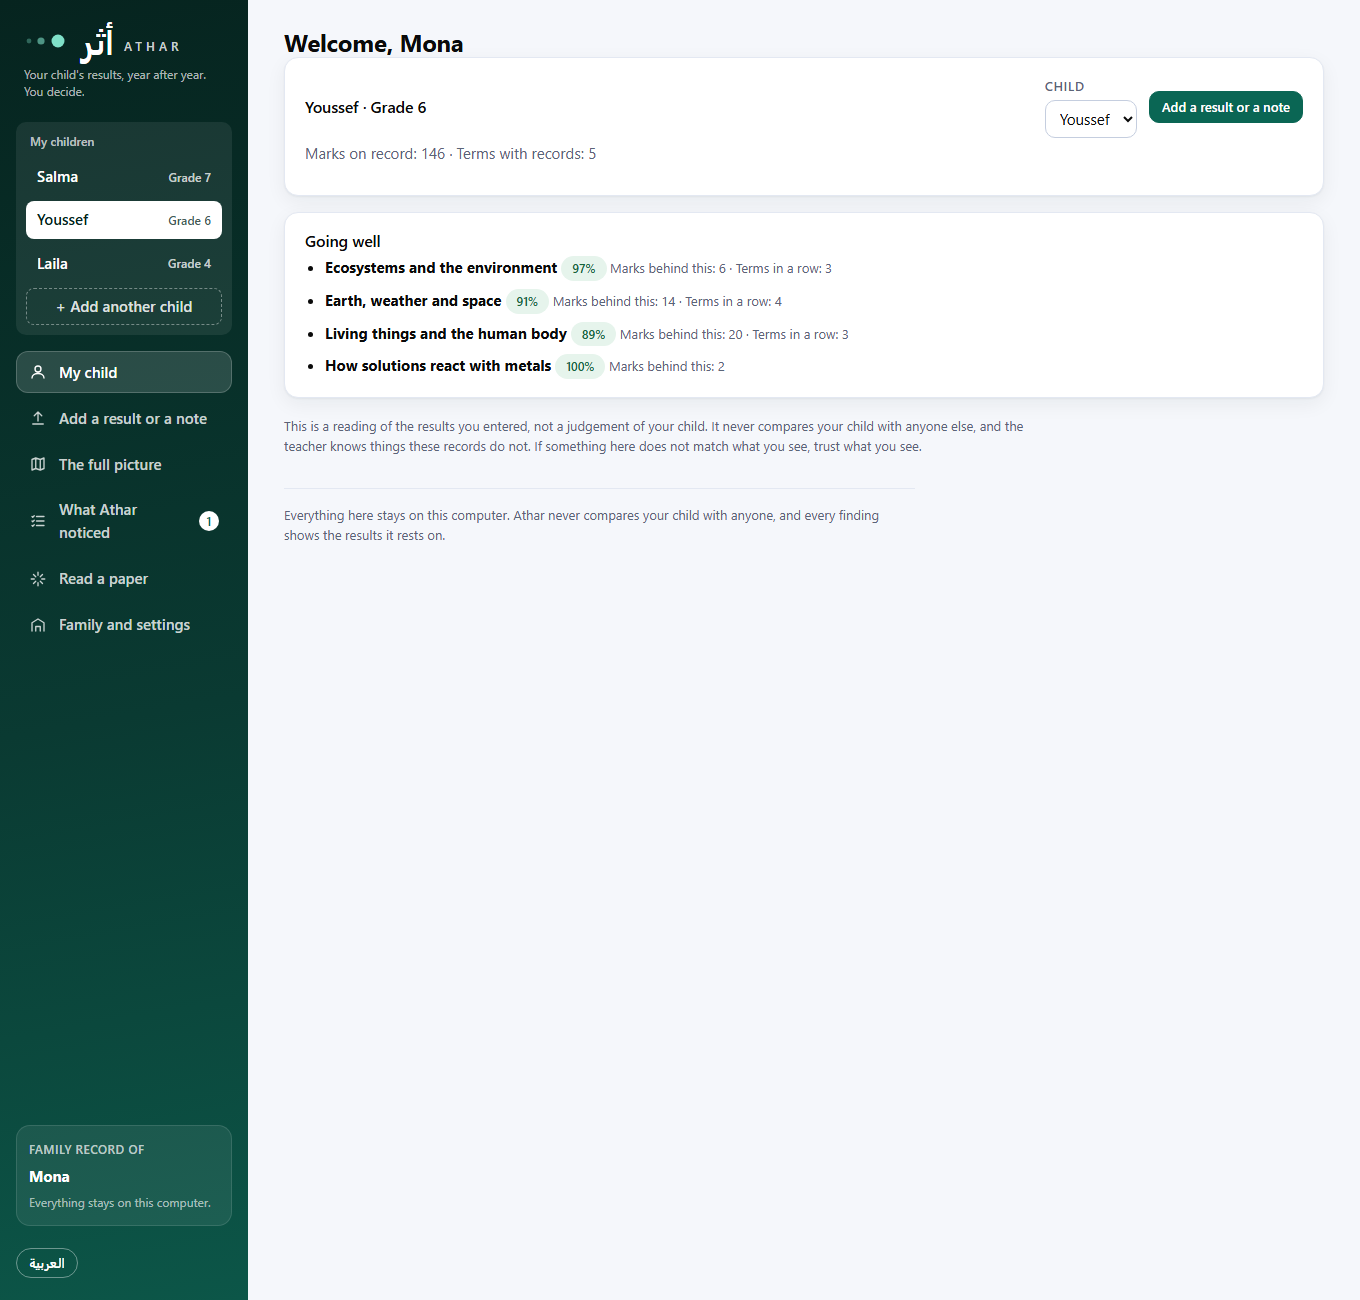 أثر ATHAR
Your child's results, year after year.
You decide.
My children
Salma Grade 7
Youssef Grade 6
Laila Grade 4
+ Add another child
My child
Add a result or a note
The full picture
What Athar
noticed
1
Read a paper
Family and settings
FAMILY RECORD OF
Mona
Everything stays on this computer.
العربية
Welcome, Mona
Youssef · Grade 6
CHILD
Youssef
Add a result or a note
Marks on record: 146 · Terms with records: 5
Going well
• Ecosystems and the environment 97% Marks behind this: 6 · Terms in a row: 3
• Earth, weather and space 91% Marks behind this: 14 · Terms in a row: 4
• Living things and the human body 89% Marks behind this: 20 · Terms in a row: 3
• How solutions react with metals 100% Marks behind this: 2
This is a reading of the results you entered, not a judgement of your child. It never compares your child with anyone else, and the
teacher knows things these records do not. If something here does not match what you see, trust what you see.
Everything here stays on this computer. Athar never compares your child with anyone, and every finding
shows the results it rests on.